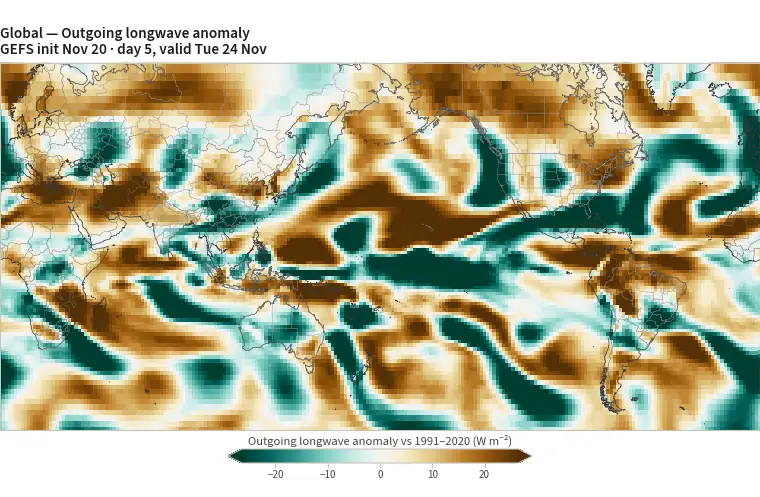 Global — Outgoing longwave anomaly
GEFS init Nov 20 · day 5, valid Tue 24 Nov
Outgoing longwave anomaly vs 1991–2020 (W m⁻²)
−20 −10 0 10 20